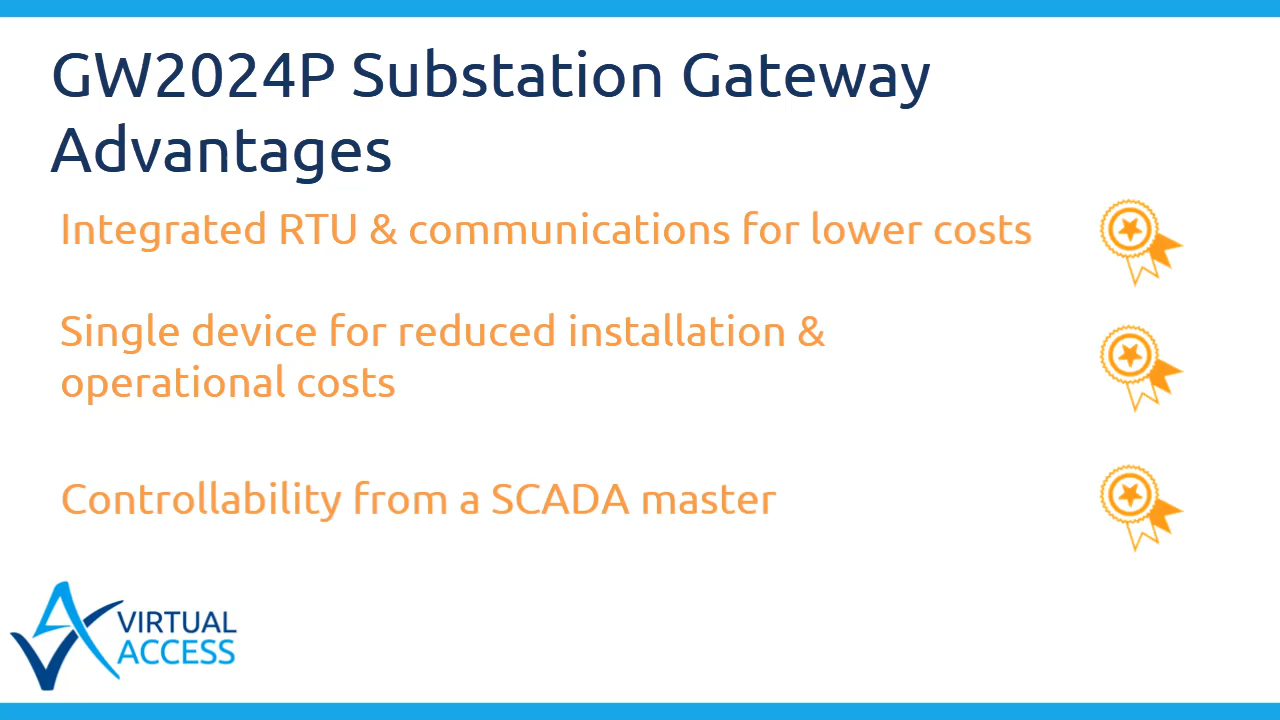 GW2024P Substation Gateway
Advantages
Integrated RTU & communications for lower costs
Single device for reduced installation &
operational costs
Controllability from a SCADA master
VIRTUAL
ACCESS